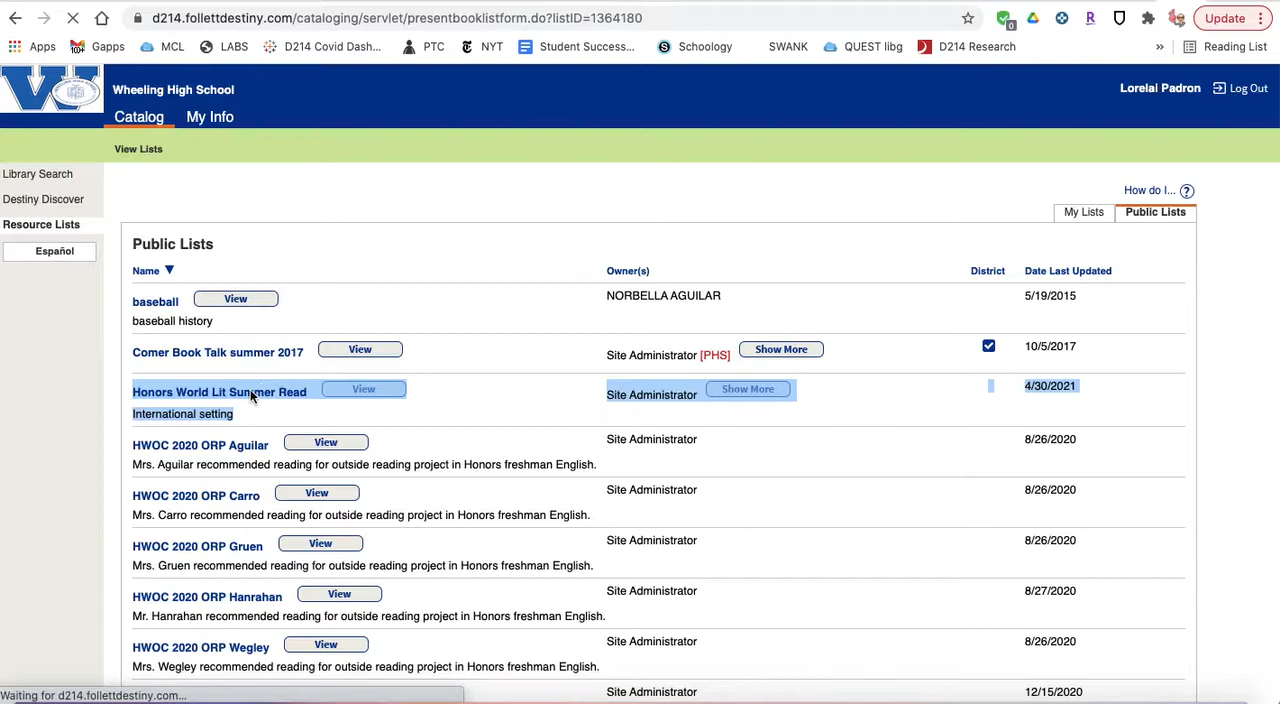 d214.follettdestiny.com/cataloging/servlet/presentbooklistform.do?listID=1364180
0
R
Update
Apps
10+
Gapps
MCL
LABS
D214 Covid Dash...
PTC
NYT
Student Success...
S
Schoology
SWANK
QUEST libg
D214 Research
»
Reading List
W
Wheeling High School
Lorelai Padron
Log Out
Catalog
My Info
View Lists
Library Search
Destiny Discover
Resource Lists
Español
How do I... ?
My Lists
Public Lists
Public Lists
Name
Owner(s)
District
Date Last Updated
baseball View NORBELLA AGUILAR 5/19/2015
baseball history
Comer Book Talk summer 2017 View Site Administrator [PHS] Show More 10/5/2017
Honors World Lit Summer Read View Site Administrator Show More 4/30/2021
International setting
HWOC 2020 ORP Aguilar View Site Administrator 8/26/2020
Mrs. Aguilar recommended reading for outside reading project in Honors freshman English.
HWOC 2020 ORP Carro View Site Administrator 8/26/2020
Mrs. Carro recommended reading for outside reading project in Honors freshman English.
HWOC 2020 ORP Gruen View Site Administrator 8/26/2020
Mrs. Gruen recommended reading for outside reading project in Honors freshman English.
HWOC 2020 ORP Hanrahan View Site Administrator 8/27/2020
Mr. Hanrahan recommended reading for outside reading project in Honors freshman English.
HWOC 2020 ORP Wegley View Site Administrator 8/26/2020
Mrs. Wegley recommended reading for outside reading project in Honors freshman English.
Site Administrator 12/15/2020
Waiting for d214.follettdestiny.com...